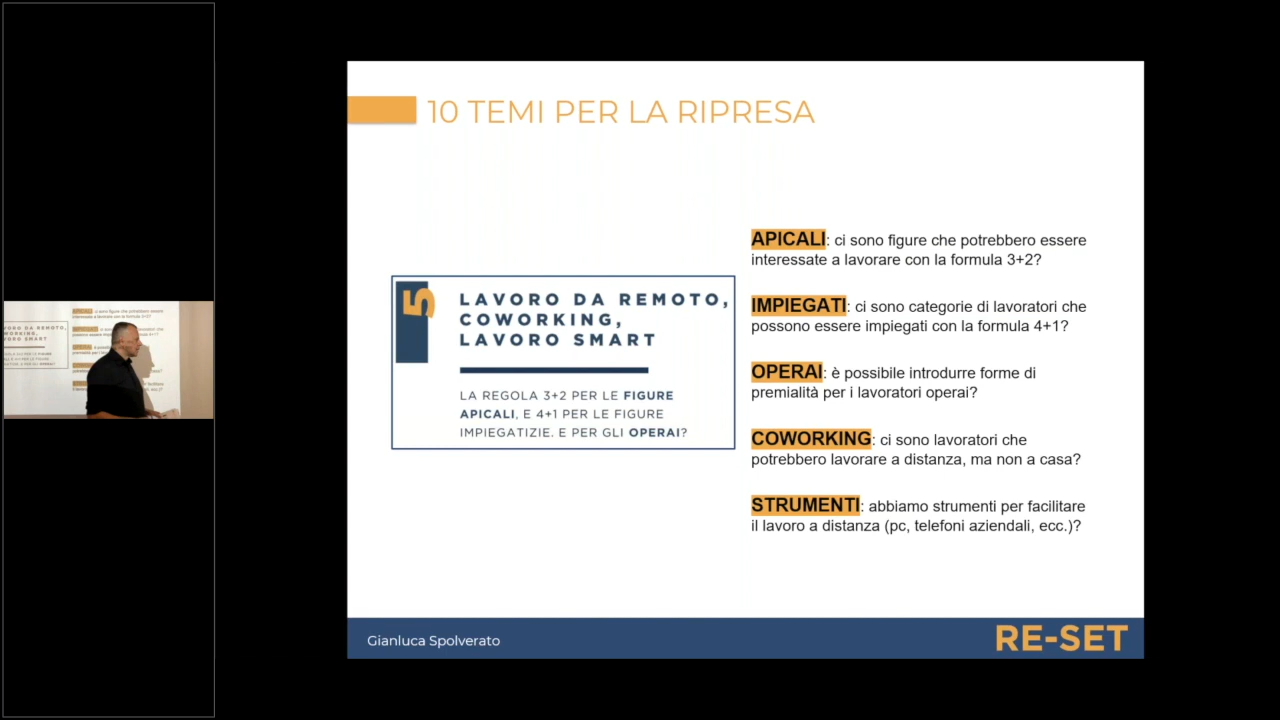 10 TEMI PER LA RIPRESA
5
LAVORO DA REMOTO,
COWORKING,
LAVORO SMART
LA REGOLA 3+2 PER LE FIGURE
APICALI, E 4+1 PER LE FIGURE
IMPIEGATIZIE. E PER GLI OPERAI?
APICALI: ci sono figure che potrebbero essere
interessate a lavorare con la formula 3+2?
IMPIEGATI: ci sono categorie di lavoratori che
possono essere impiegati con la formula 4+1?
OPERAI: è possibile introdurre forme di
premialità per i lavoratori operai?
COWORKING: ci sono lavoratori che
potrebbero lavorare a distanza, ma non a casa?
STRUMENTI: abbiamo strumenti per facilitare
il lavoro a distanza (pc, telefoni aziendali, ecc.)?
Gianluca Spolverato
RE-SET